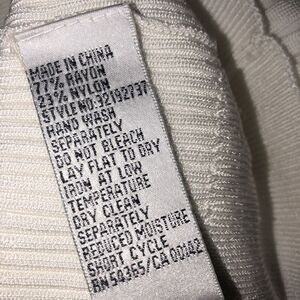 MADE IN CHINA
77% RAYON
23% NYLON
STYLE NO: 32192737
HAND WASH
SEPARATELY
DO NOT BLEACH
LAY FLAT TO DRY
IRON AT LOW
TEMPERATURE
DRY CLEAN
SEPARATELY
REDUCED MOISTURE
SHORT CYCLE
RN 59365/CA 00142